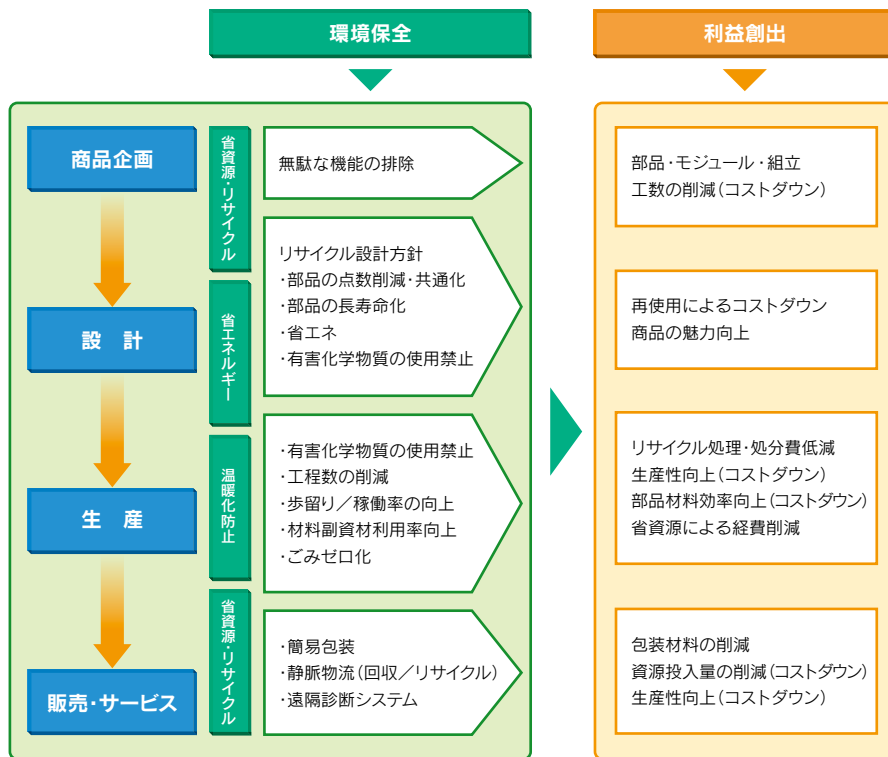 環境保全
利益創出
商品企画
設　計
生　産
販売・サービス
省資源・リサイクル
省エネルギー
温暖化防止
省資源・リサイクル
無駄な機能の排除
リサイクル設計方針
・部品の点数削減・共通化
・部品の長寿命化
・省エネ
・有害化学物質の使用禁止
・有害化学物質の使用禁止
・工程数の削減
・歩留り／稼働率の向上
・材料副資材利用率向上
・ごみゼロ化
・簡易包装
・静脈物流（回収／リサイクル）
・遠隔診断システム
部品・モジュール・組立
工数の削減（コストダウン）
再使用によるコストダウン
商品の魅力向上
リサイクル処理・処分費低減
生産性向上（コストダウン）
部品材料効率向上（コストダウン）
省資源による経費削減
包装材料の削減
資源投入量の削減（コストダウン）
生産性向上（コストダウン）